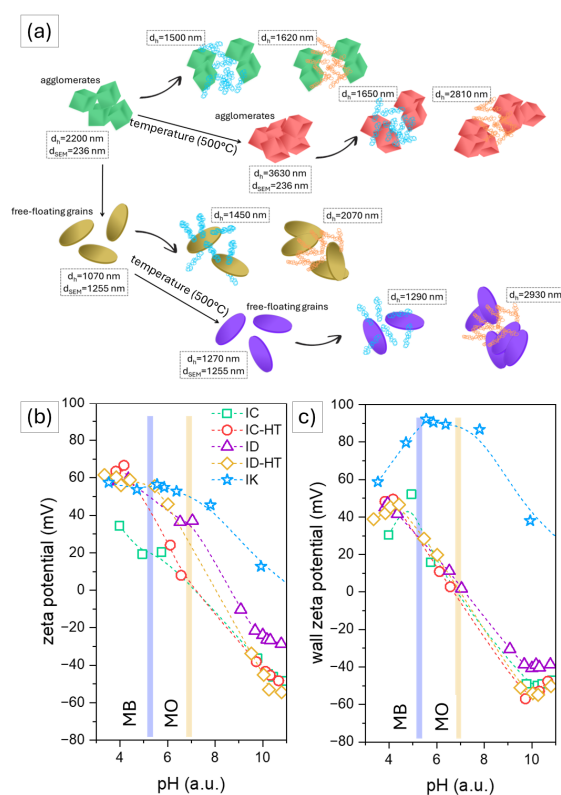 (a)
dh=1500 nm
dh=1620 nm
agglomerates
dh=1650 nm
dh=2810 nm
agglomerates
temperature (500°C)
dh=2200 nm
dSEM=236 nm
dh=3630 nm
dSEM=236 nm
free-floating grains
dh=1450 nm
dh=2070 nm
dh=1070 nm
dSEM=1255 nm
temperature (500°C)
free-floating grains
dh=1290 nm
dh=2930 nm
dh=1270 nm
dSEM=1255 nm
(b)
zeta potential (mV)
60
40
20
0
−20
−40
−60
−80
100
80
IC
IC-HT
ID
ID-HT
IK
MB
MO
4
6
8
10
pH (a.u.)
(c)
wall zeta potential (mV)
100
80
60
40
20
0
−20
−40
−60
−80
MB
MO
4
6
8
10
pH (a.u.)